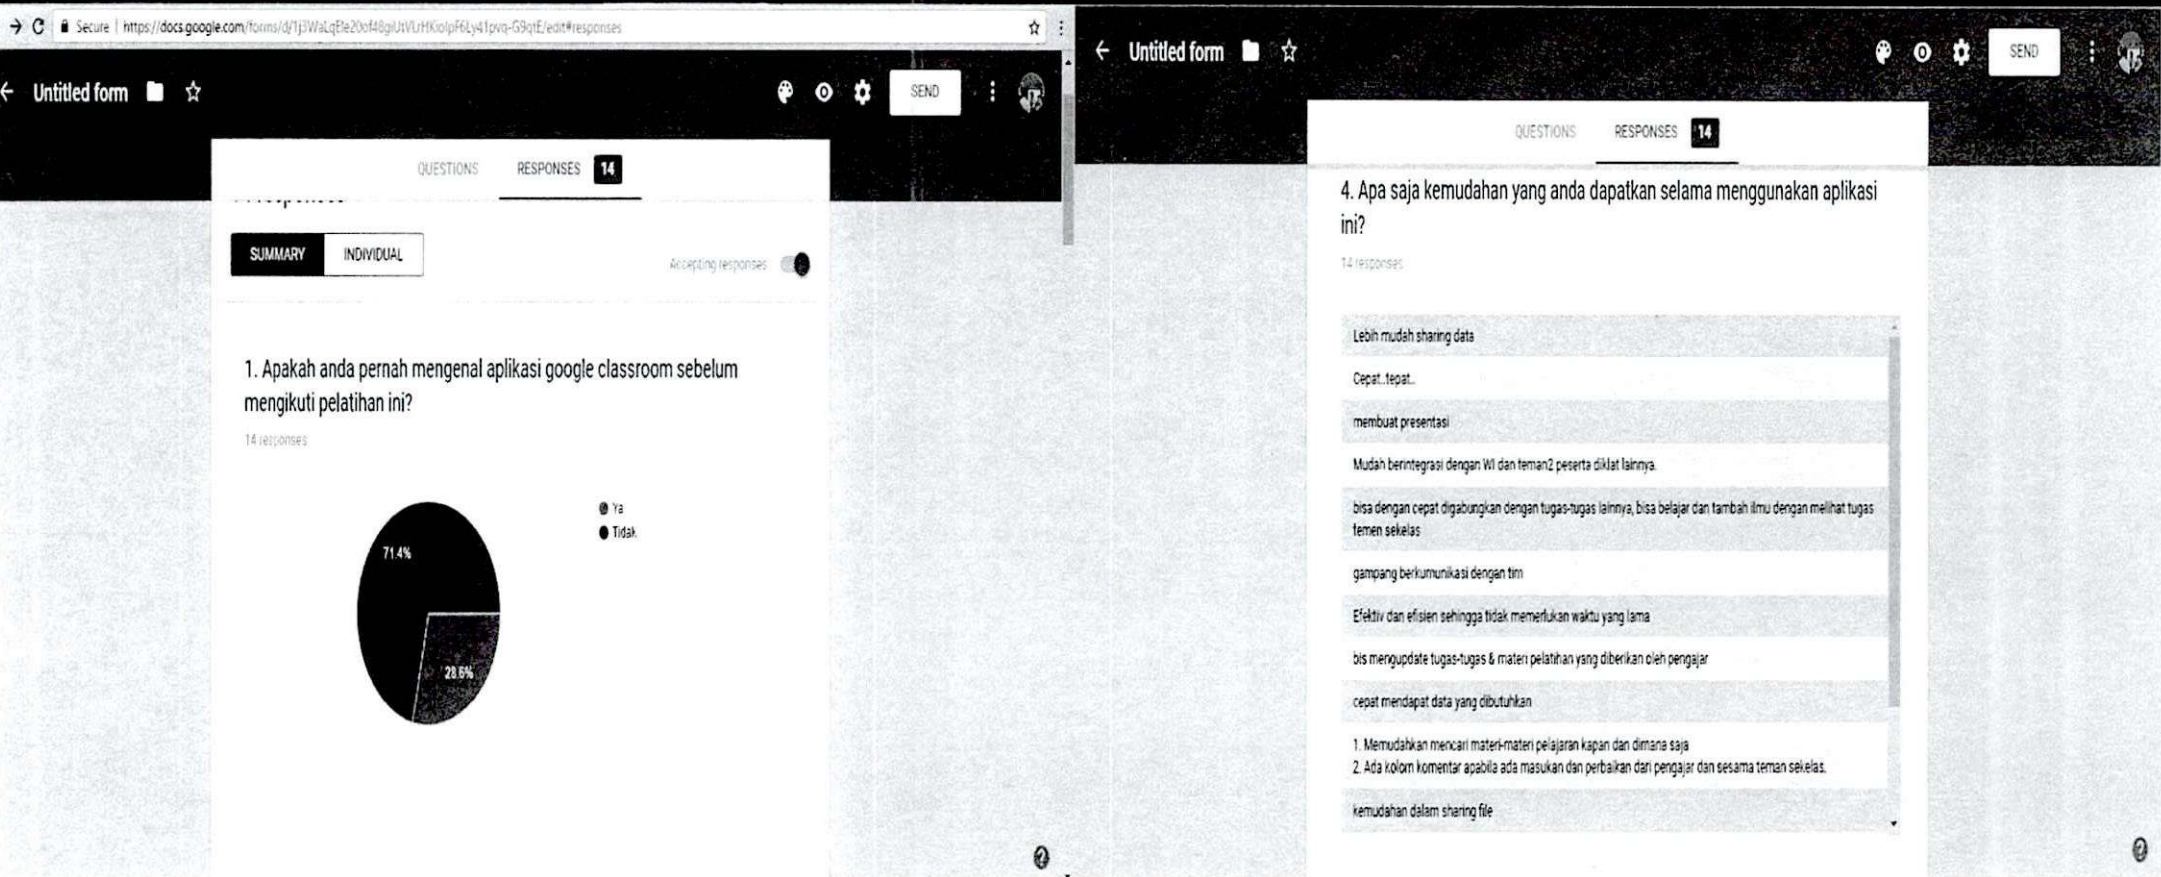 Secure | https://docs.google.com/forms/d/
Untitled form
SEND
QUESTIONS RESPONSES 14
SUMMARY INDIVIDUAL
Accepting responses
1. Apakah anda pernah mengenal aplikasi google classroom sebelum
mengikuti pelatihan ini?
14 responses
Ya
Tidak
71.4%
28.6%
Untitled form
SEND
QUESTIONS RESPONSES 14
4. Apa saja kemudahan yang anda dapatkan selama menggunakan aplikasi
ini?
14 responses
Lebih mudah sharing data
Cepat..tepat..
membuat presentasi
Mudah berintegrasi dengan WI dan teman2 peserta diklat lainnya.
bisa dengan cepat digabungkan dengan tugas-tugas lainnya, bisa belajar dan tambah ilmu dengan melihat tugas
temen sekelas
gampang berkumunikasi dengan tim
Efektiv dan efisien sehingga tidak memerlukan waktu yang lama
bis mengupdate tugas-tugas & materi pelatihan yang diberikan oleh pengajar
cepat mendapat data yang dibutuhkan
1. Memudahkan mencari materi-materi pelajaran kapan dan dimana saja
2. Ada kolom komentar apabila ada masukan dan perbaikan dari pengajar dan sesama teman sekelas.
kemudahan dalam sharing file